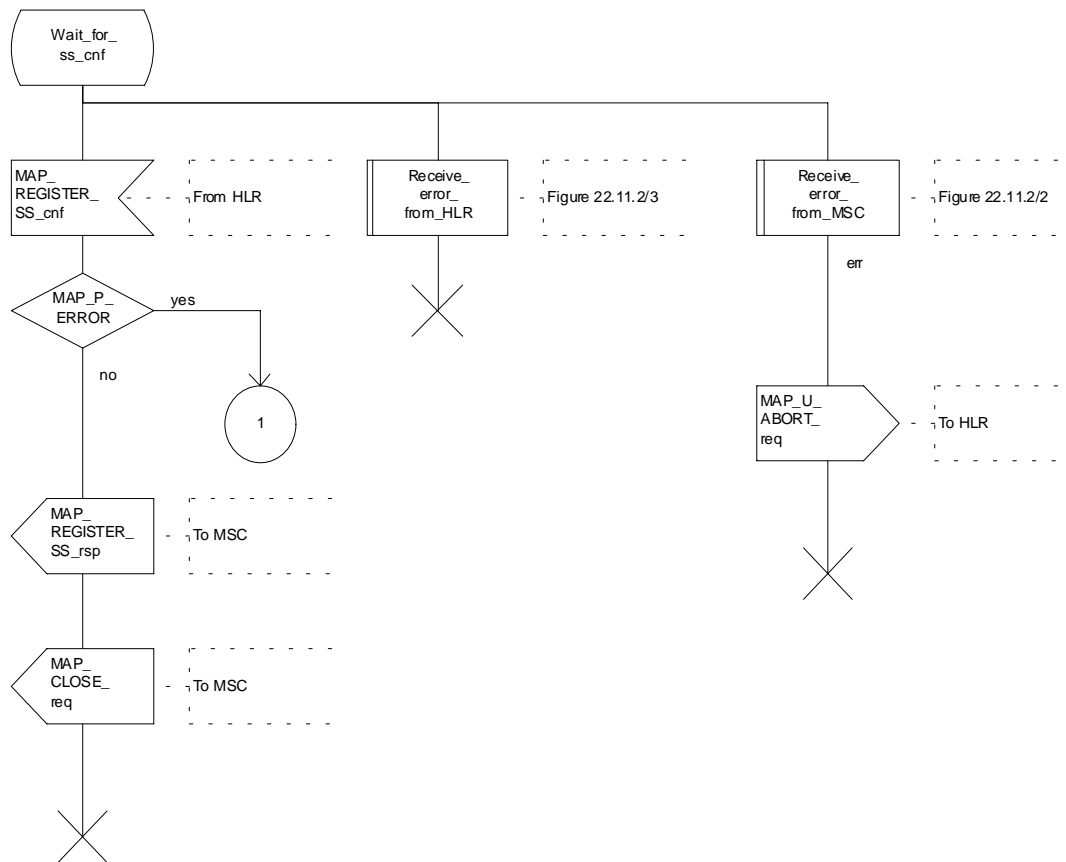 Wait_for_
ss_cnf
MAP_
REGISTER_
SS_cnf
From HLR
Receive_
error_
from_HLR
Figure 22.11.2/3
Receive_
error_
from_MSC
Figure 22.11.2/2
err
MAP_P_
ERROR
yes
no
1
MAP_U_
ABORT_
req
To HLR
MAP_
REGISTER_
SS_rsp
To MSC
MAP_
CLOSE_
req
To MSC